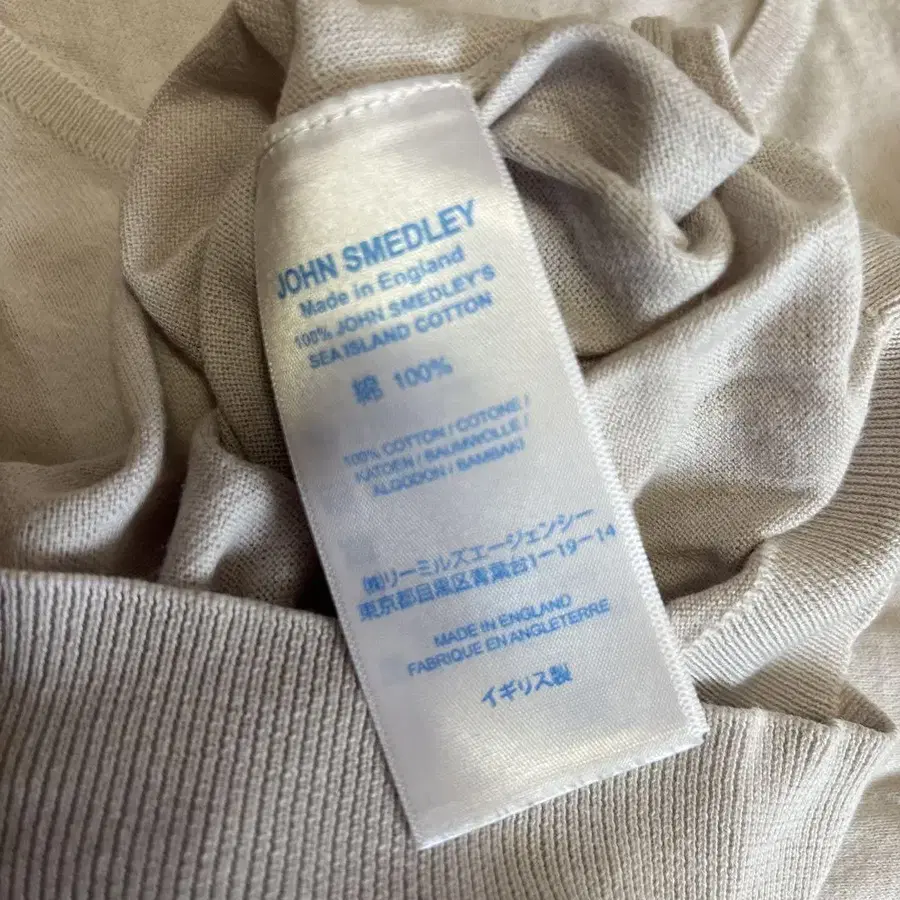 JOHN SMEDLEY
Made in England
100% JOHN SMEDLEY'S
SEA ISLAND COTTON
綿 100%
100% COTTON / COTONE /
KATOEN / BAUMWOLLE /
ALGODON / BAMBAKI
(株)リーミルズエージェンシー
東京都目黒区青葉台1-19-14
MADE IN ENGLAND
FABRIQUE EN ANGLETERRE
イギリス製